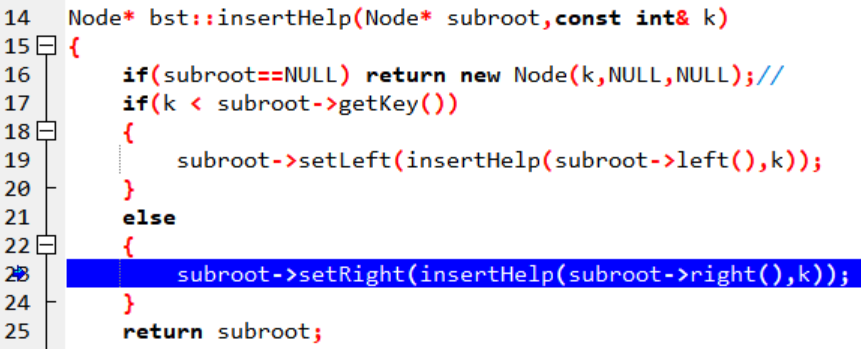 14 Node* bst::insertHelp(Node* subroot,const int& k)
15 {
16 if(subroot==NULL) return new Node(k,NULL,NULL);//
17 if(k < subroot->getKey())
18 {
19 subroot->setLeft(insertHelp(subroot->left(),k));
20 }
21 else
22 {
23 subroot->setRight(insertHelp(subroot->right(),k));
24 }
25 return subroot;